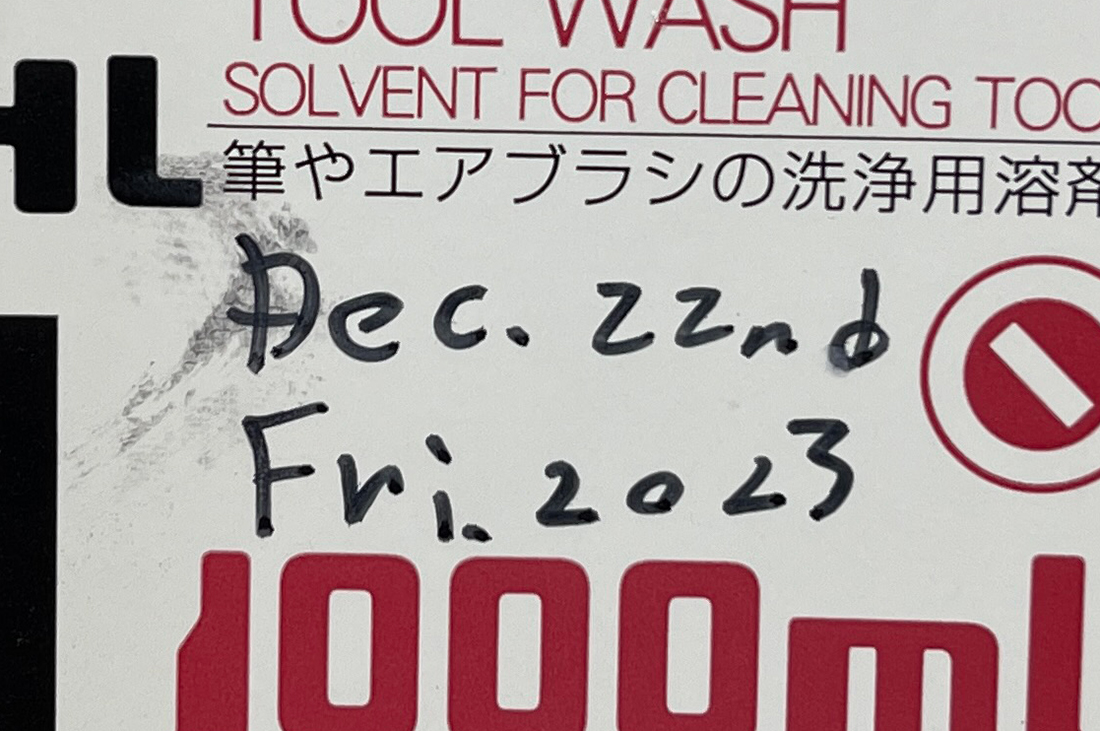 TOOL WASH
SOLVENT FOR CLEANING
筆やエアブラシの洗浄用溶剤
Dec. 22nd
Fri. 2023
1000ml